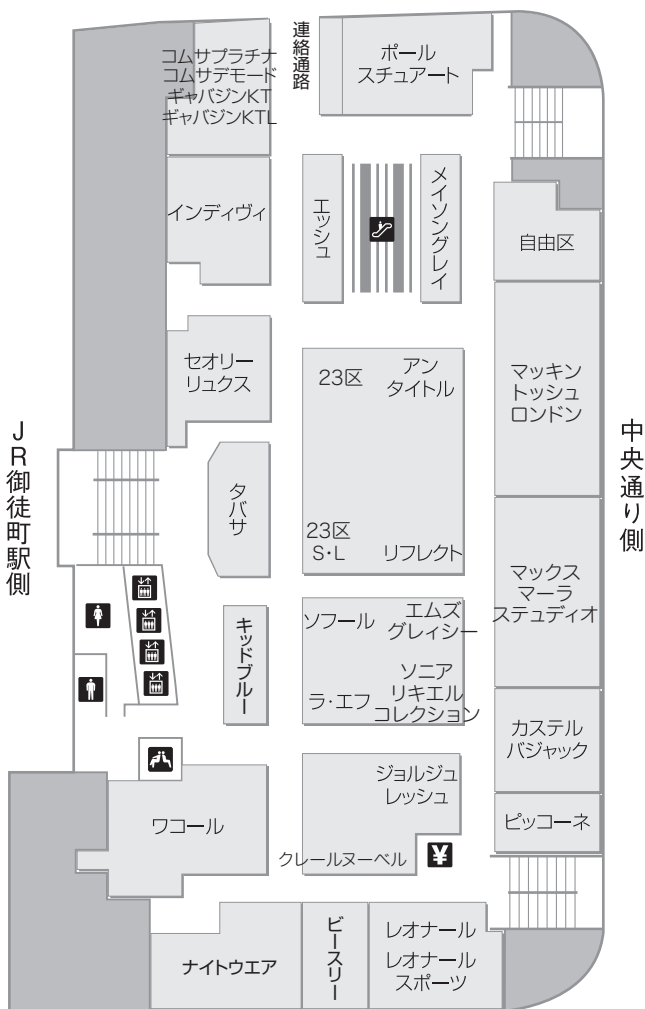 コムサプラチナ
コムサデモード
ギャバジンKT
ギャバジンKTL
連絡通路
ポール
スチュアート
インディヴィ
エッシュ
メイソングレイ
自由区
セオリー
リュクス
23区
アン
タイトル
マッキン
トッシュ
ロンドン
JR御徒町駅側
中央通り側
タバサ
23区
S・L
リフレクト
マックス
マーラ
ステュディオ
キッドブルー
ソフール
エムズ
グレィシー
ラ・エフ
ソニア
リキエル
コレクション
カステル
バジャック
ジョルジュ
レッシュ
ワコール
クレールヌーベル
¥
ピッコーネ
ナイトウエア
ビースリー
レオナール
レオナール
スポーツ